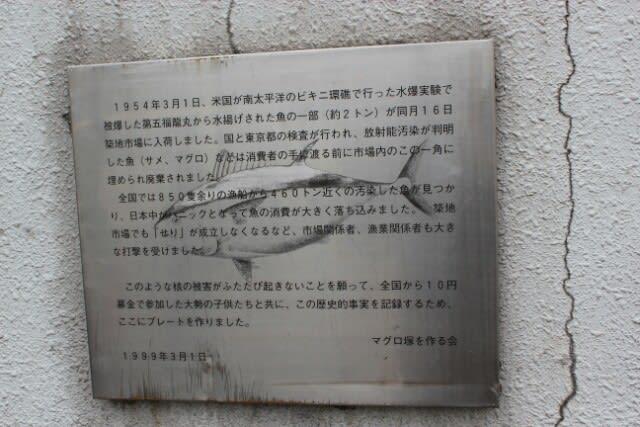 1954年3月1日、米国が南太平洋のビキニ環礁で行った水爆実験で
被爆した第五福龍丸から水揚げされた魚の一部（約2トン）が同月16日
築地市場に入荷しました。国と東京都の検査が行われ、放射能汚染が判明
した魚（サメ、マグロ）などは消費者の手に渡る前に市場内のこの一角に
埋められ廃棄されました。
全国では850隻余りの漁船から460トン近くの汚染した魚が見つか
り、日本中がパニックとなって魚の消費が大きく落ち込みました。 築地
市場でも「せり」が成立しなくなるなど、市場関係者、漁業関係者も大き
な打撃を受けました。
このような核の被害がふたたび起きないことを願って、全国から10円
募金で参加した大勢の子供たちと共に、この歴史的事実を記録するため、
ここにプレートを作りました。
マグロ塚を作る会
1999年3月1日